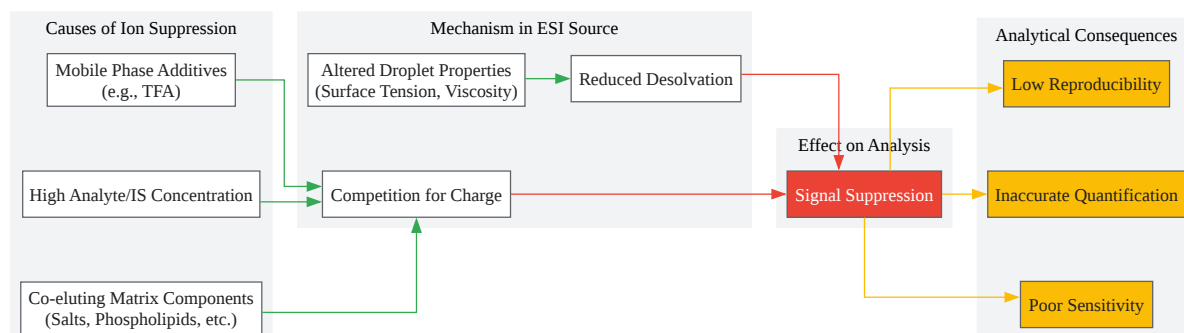 Causes of Ion Suppression
Mobile Phase Additives
(e.g., TFA)
High Analyte/IS Concentration
Co-eluting Matrix Components
(Salts, Phospholipids, etc.)
Mechanism in ESI Source
Altered Droplet Properties
(Surface Tension, Viscosity)
Reduced Desolvation
Competition for Charge
Effect on Analysis
Signal Suppression
Analytical Consequences
Low Reproducibility
Inaccurate Quantification
Poor Sensitivity